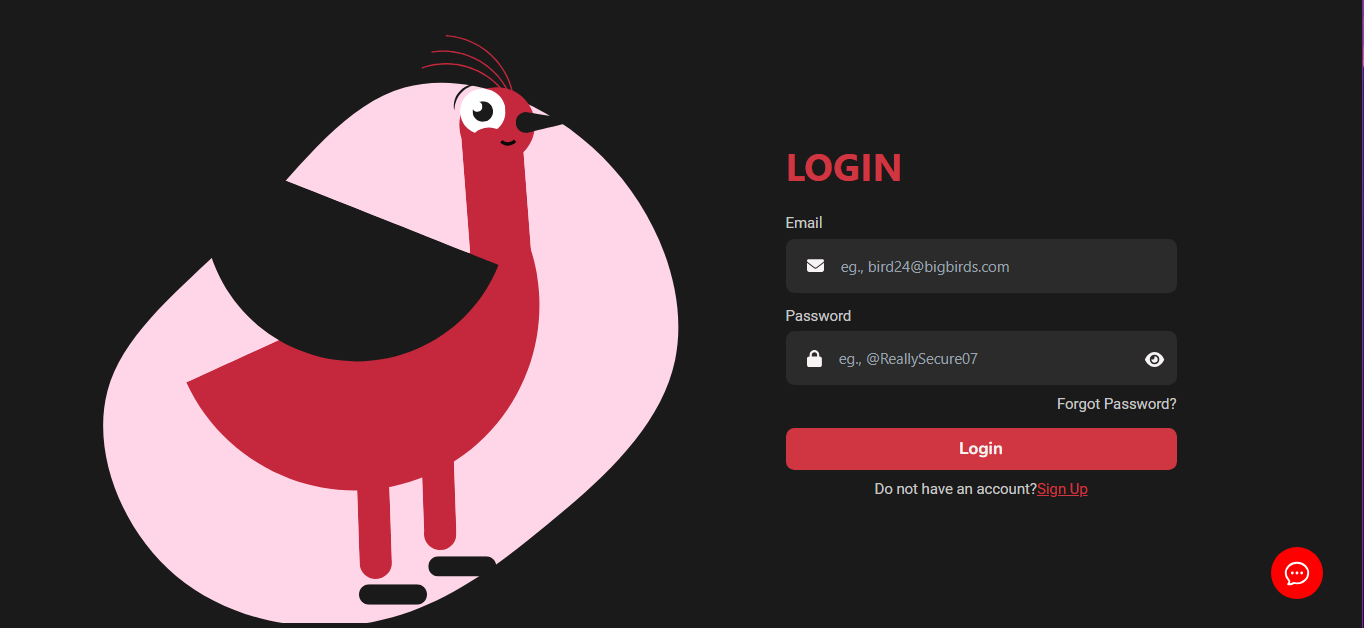 LOGIN
Email
eg., bird24@bigbirds.com
Password
eg., @ReallySecure07
Forgot Password?
Login
Do not have an account?Sign Up